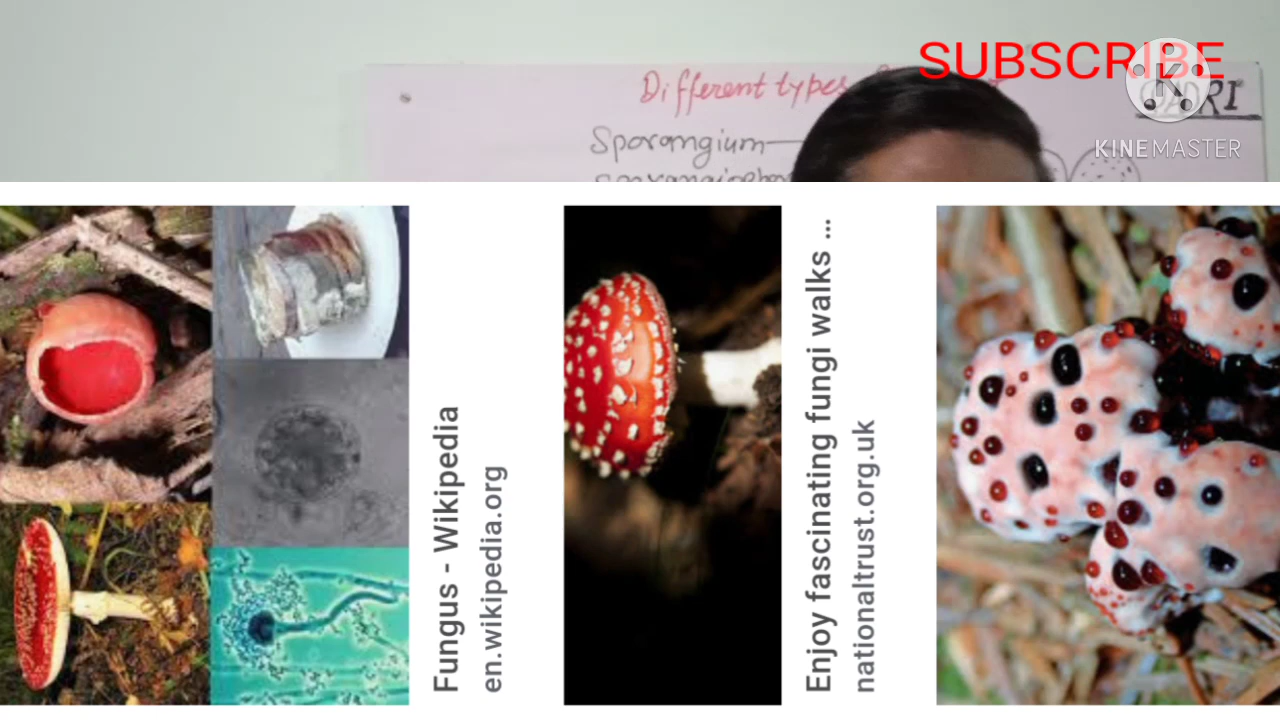 SUBSCRIBE
Different types
KINEMASTER
Sporangium
Fungus - Wikipedia
en.wikipedia.org
Enjoy fascinating fungi walks ...
nationaltrust.org.uk